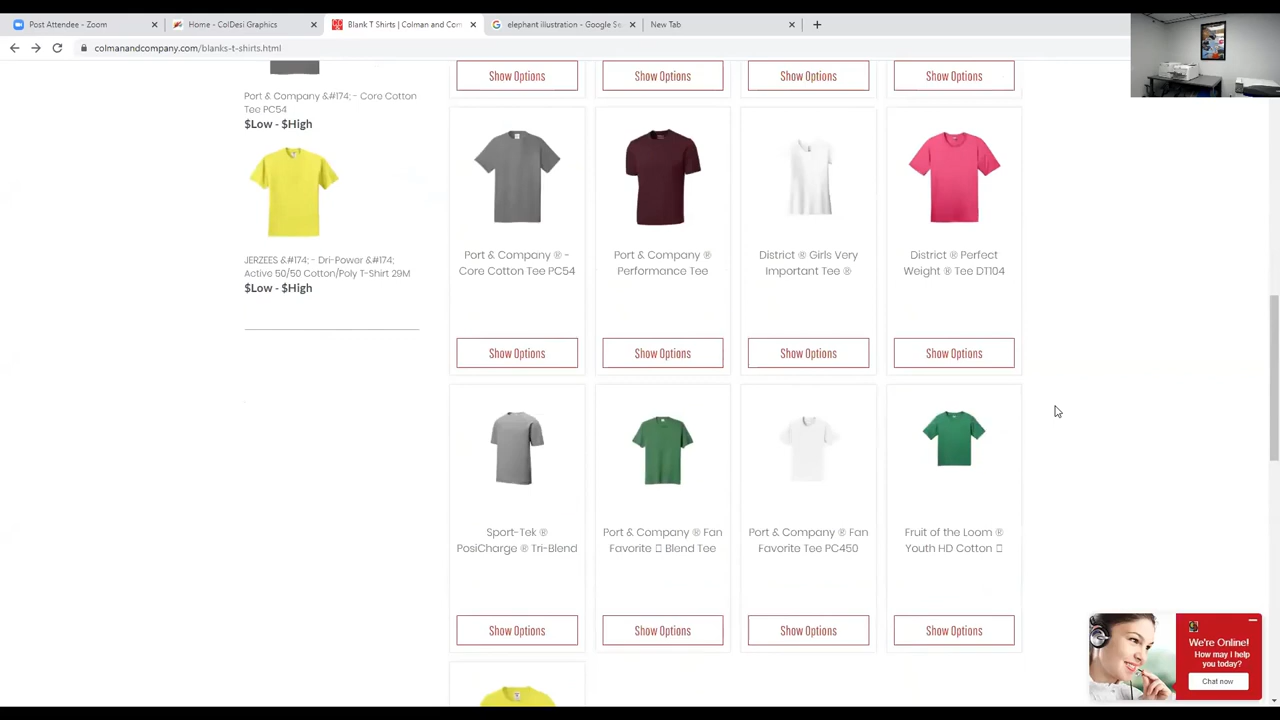 Post Attendee - Zoom
Home - ColDesi Graphics
Blank T Shirts | Colman and Com
elephant illustration - Google Se
New Tab
colmanandcompany.com/blanks-t-shirts.html
Show Options
Show Options
Show Options
Show Options
Port & Company &#174; - Core Cotton
Tee PC54
$Low - $High
JERZEES &#174; - Dri-Power &#174;
Active 50/50 Cotton/Poly T-Shirt 29M
$Low - $High
Port & Company ® -
Core Cotton Tee PC54
Port & Company ®
Performance Tee
District ® Girls Very
Important Tee ®
District ® Perfect
Weight ® Tee DT104
Show Options
Show Options
Show Options
Show Options
Sport-Tek ®
PosiCharge ® Tri-Blend
Port & Company ® Fan
Favorite Blend Tee
Port & Company ® Fan
Favorite Tee PC450
Fruit of the Loom ®
Youth HD Cotton
Show Options
Show Options
Show Options
Show Options
We're Online!
How may I help
you today?
Chat now